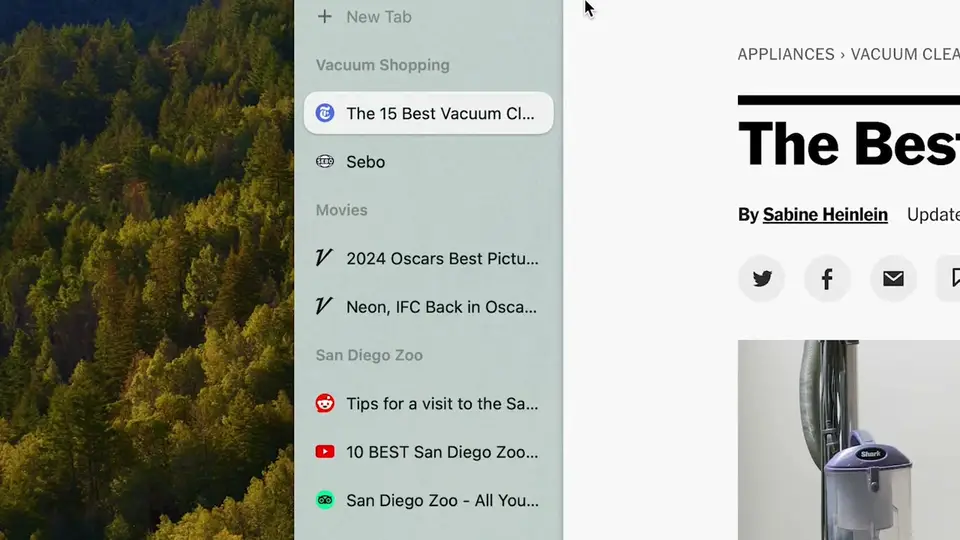 New Tab
Vacuum Shopping
The 15 Best Vacuum Cl...
Sebo
Movies
2024 Oscars Best Pictu...
Neon, IFC Back in Osca...
San Diego Zoo
Tips for a visit to the Sa...
10 BEST San Diego Zoo...
San Diego Zoo - All You...
APPLIANCES › VACUUM CLEA
The Best
By Sabine Heinlein Update
Shark